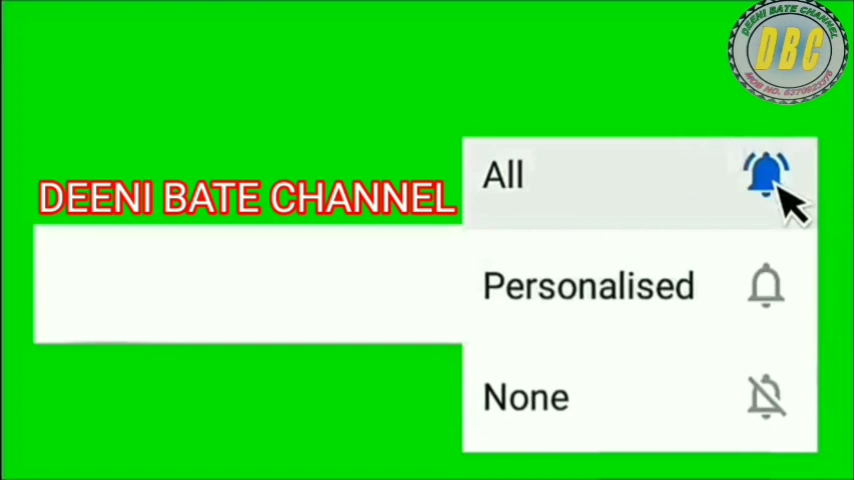 DEENI BATE CHANNEL
DBC
All
DEENI BATE CHANNEL
Personalised
None